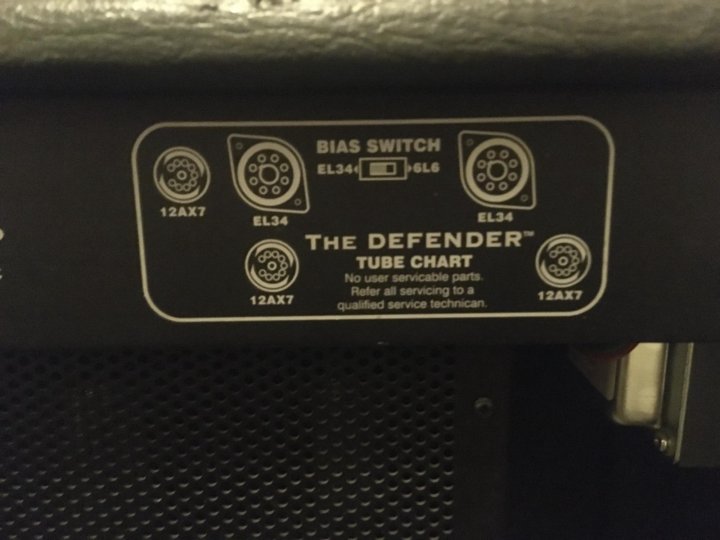 BIAS SWITCH
EL34 6L6
12AX7
EL34
EL34
THE DEFENDER™
TUBE CHART
No user servicable parts.
Refer all servicing to a
qualified service technican.
12AX7
12AX7